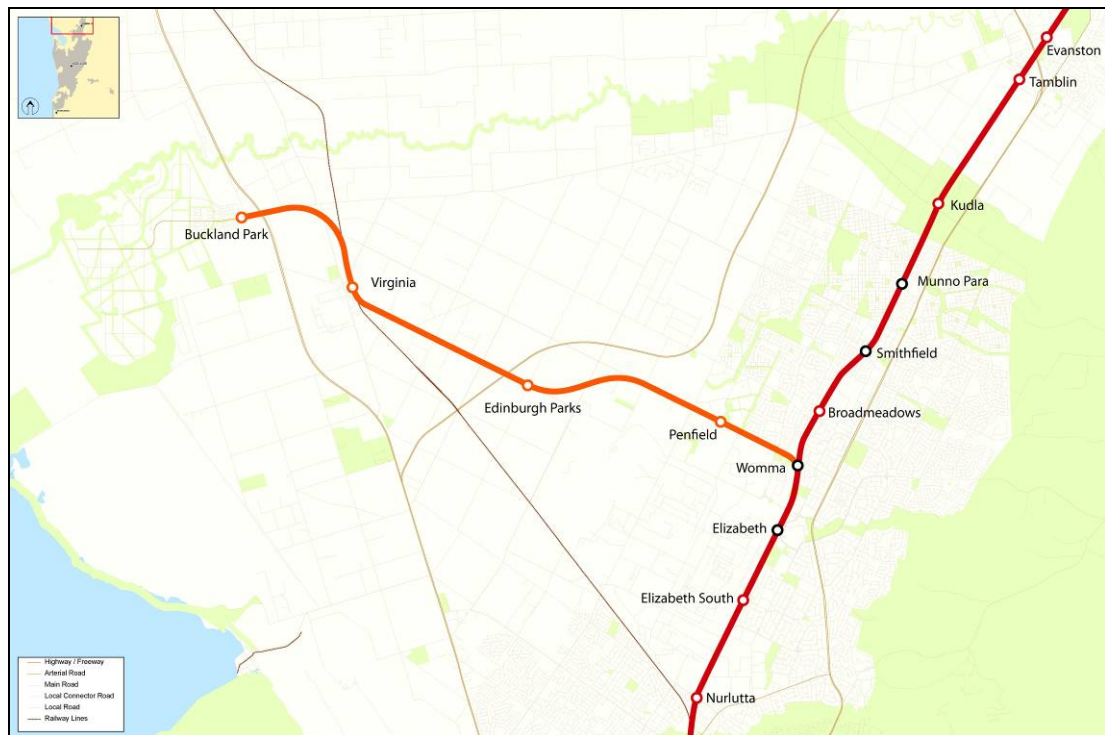 Evanston
Tamblin
Kudla
Buckland Park
Virginia
Munno Para
Smithfield
Edinburgh Parks
Broadmeadows
Penfield
Womma
Elizabeth
Elizabeth South
Nurlutta
Highway / Freeway
Arterial Road
Main Road
Local Connector Road
Local Road
Railway Lines